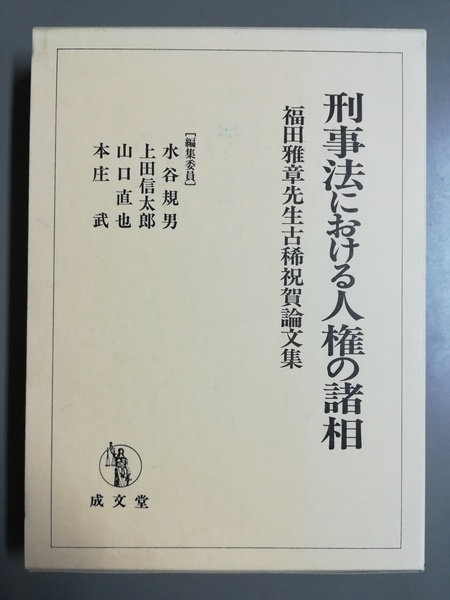 刑事法における人権の諸相
福田雅章先生古稀祝賀論文集
［編集委員］
水谷規男
上田信太郎
山口直也
本庄武
成文堂